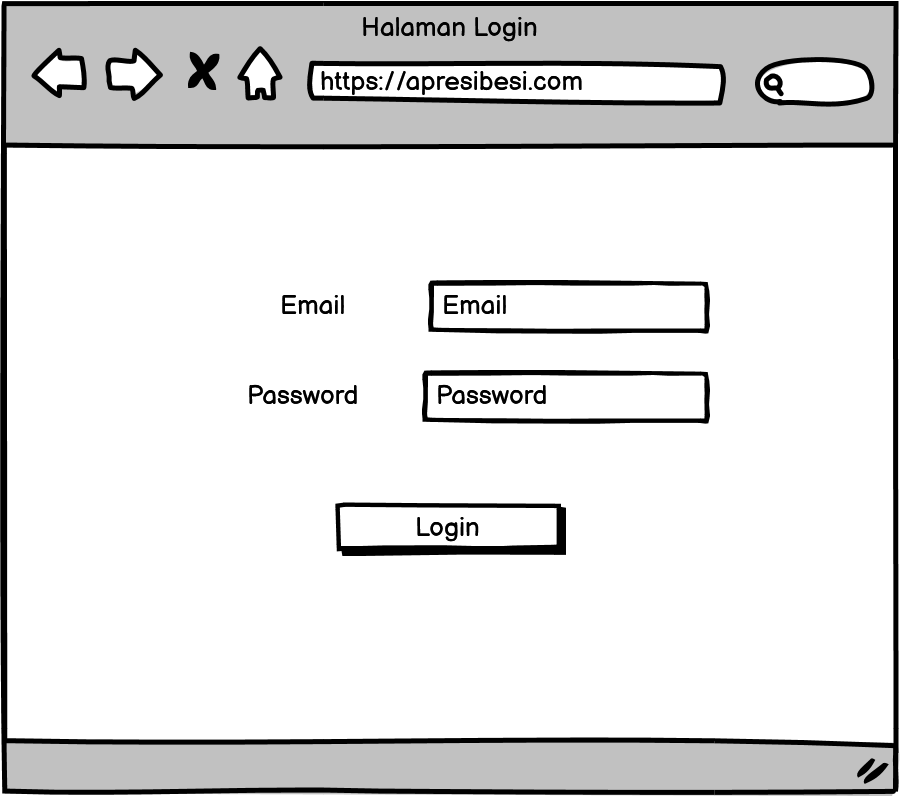 Halaman Login
https://apresibesi.com
Email Email
Password Password
Login